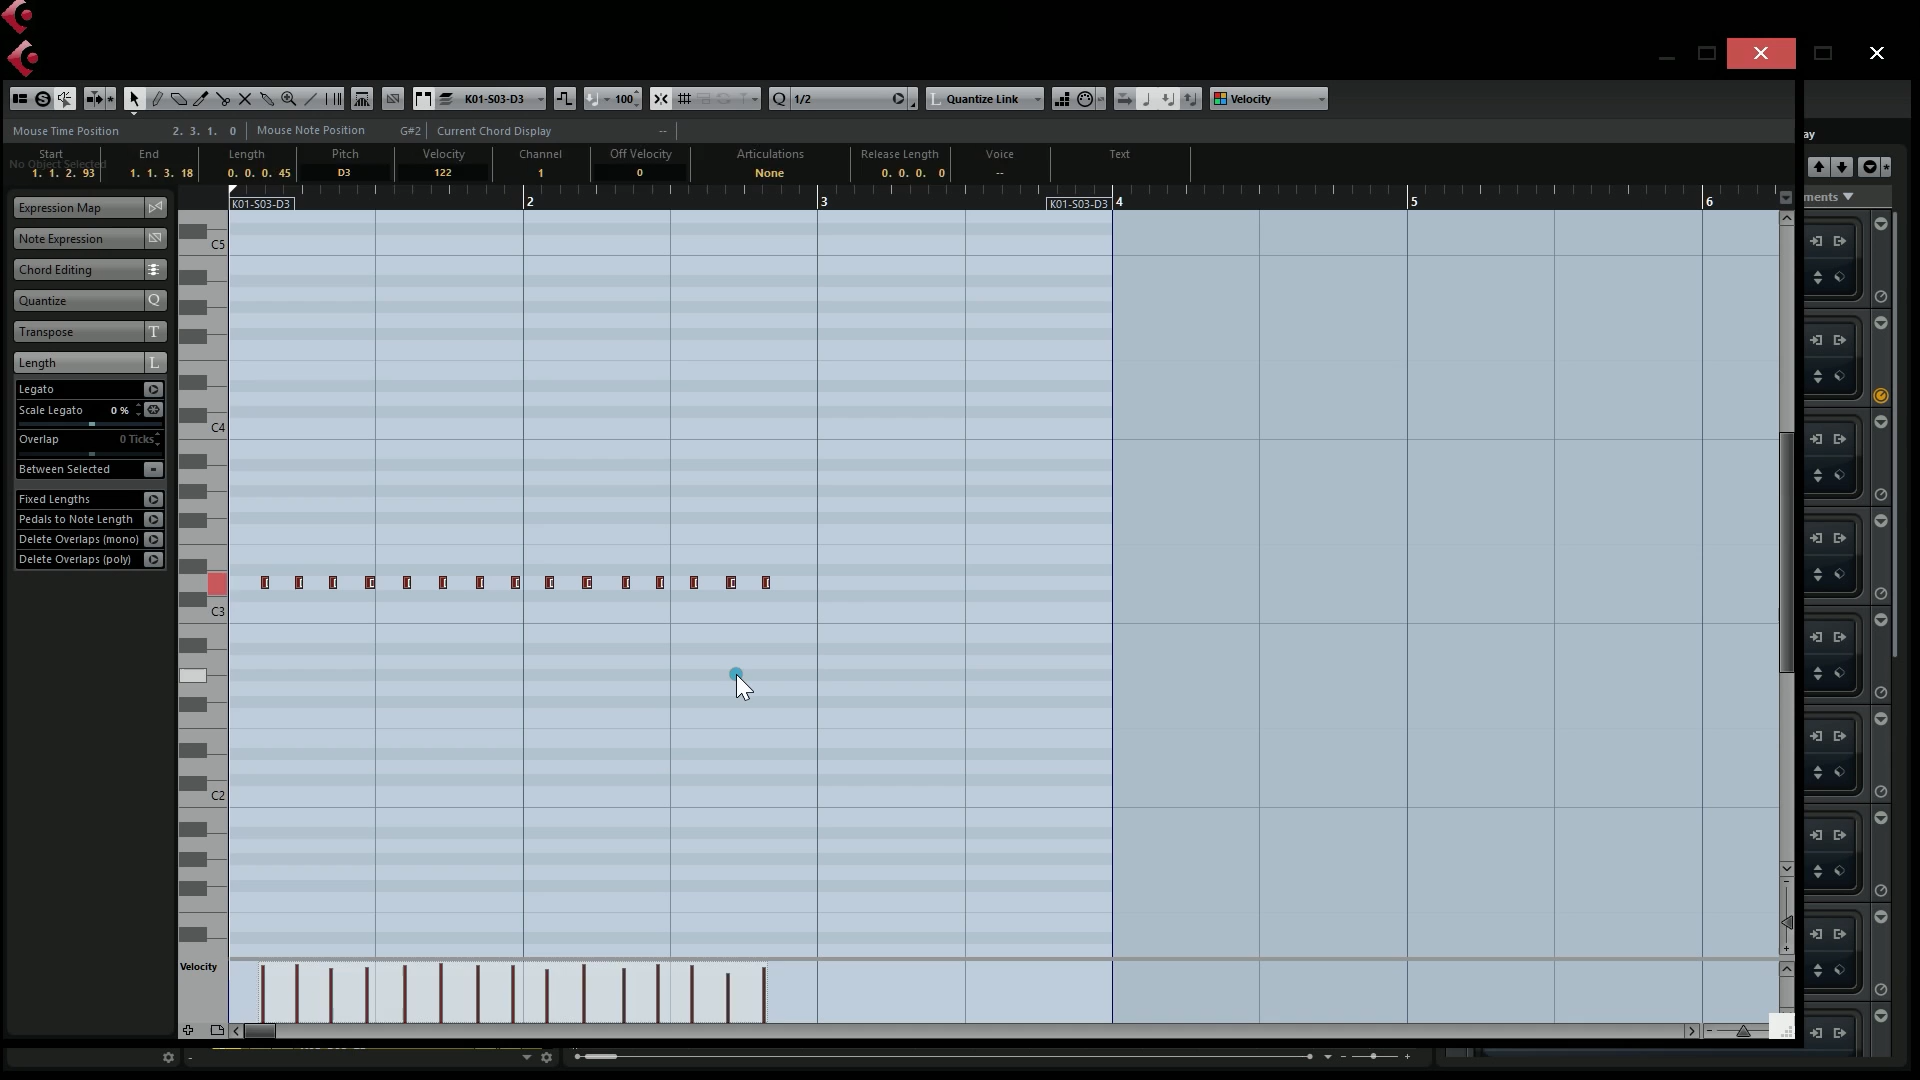 K01-S03-D3
100
Q 1/2
Quantize Link
Velocity
Mouse Time Position 2. 3. 1. 0 Mouse Note Position G#2 Current Chord Display --
ay
Start End Length Pitch Velocity Channel Off Velocity Articulations Release Length Voice Text
No Object Selected
1. 1. 2. 93 1. 1. 3. 18 0. 0. 0. 45 D3 122 1 0 None 0. 0. 0. 0 --
ments
K01-S03-D3 2 3 K01-S03-D3 4 5 6
Expression Map
Note Expression
Chord Editing
Quantize Q
Transpose T
Length L
Legato
Scale Legato 0 %
Overlap 0 Ticks
Between Selected
Fixed Lengths
Pedals to Note Length
Delete Overlaps (mono)
Delete Overlaps (poly)
C5
C4
C3
C2
Velocity